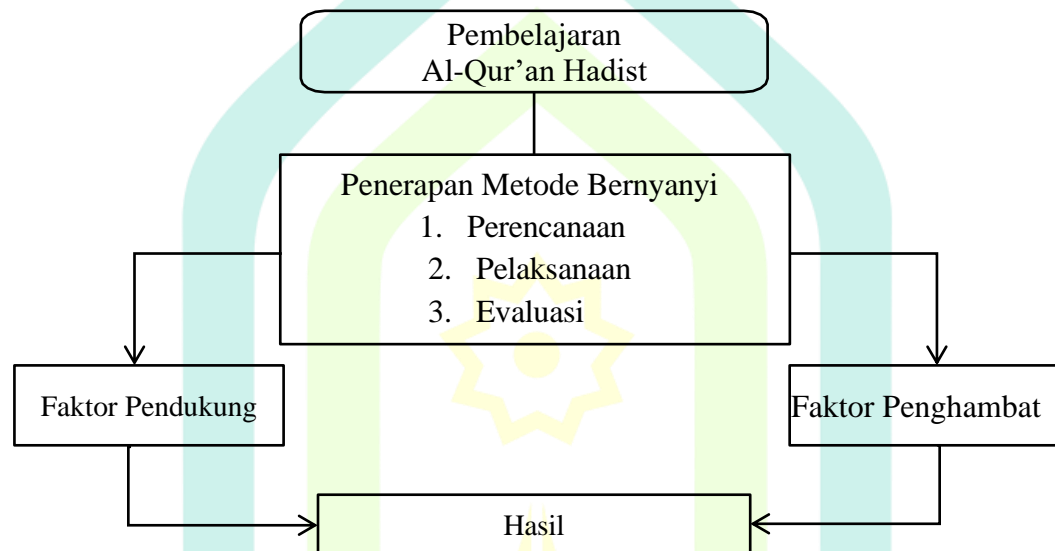 Pembelajaran
Al-Qur’an Hadist
Penerapan Metode Bernyanyi
1. Perencanaan
2. Pelaksanaan
3. Evaluasi
Faktor Pendukung
Faktor Penghambat
Hasil